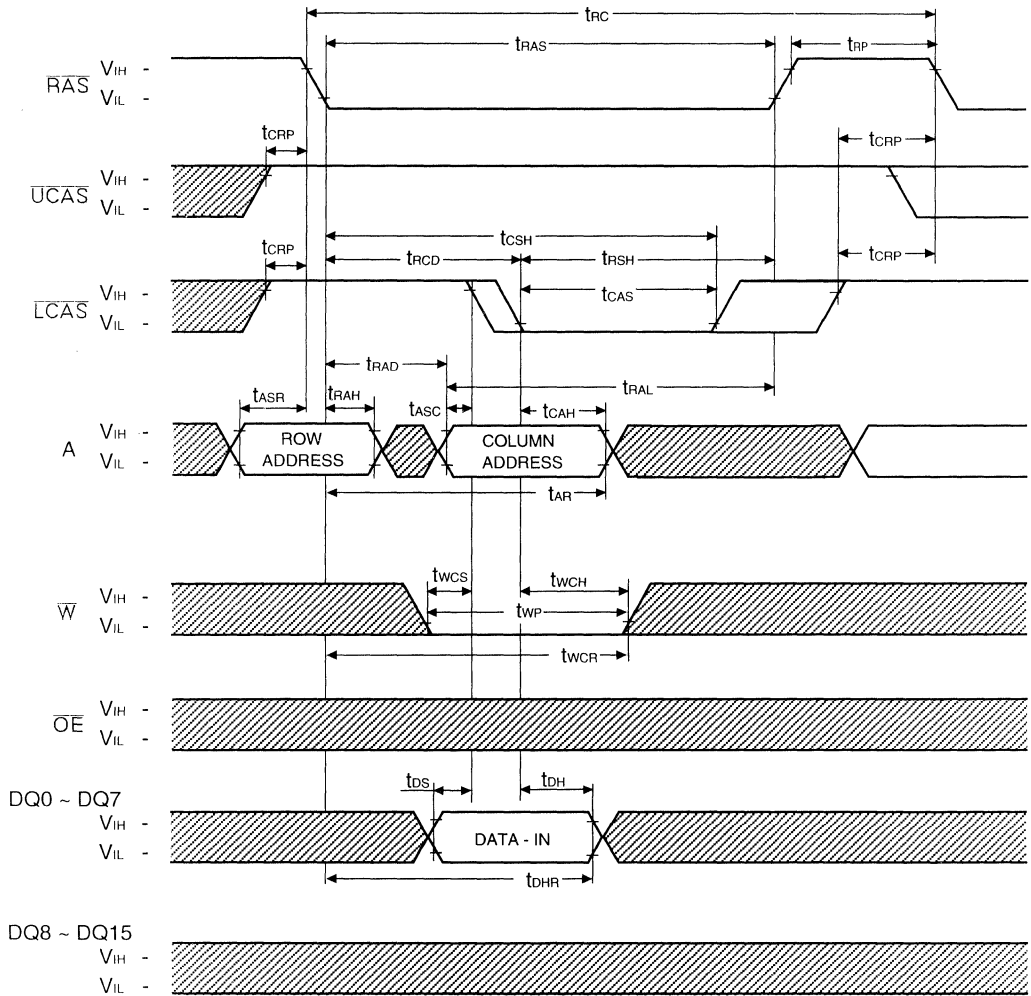 tRC
tRAS
tRP
RAS
VIH -
VIL -
tCRP
tCRP
UCAS
VIH -
VIL -
tCSH
tCRP
tRCD
tRSH
tCRP
tCAS
LCAS
VIH -
VIL -
tRAD
tRAL
tASR
tRAH
tASC
tCAH
A
VIH -
VIL -
ROW
ADDRESS
COLUMN
ADDRESS
tAR
tWCS
tWCH
tWP
W
VIH -
VIL -
tWCR
OE
VIH -
VIL -
tDS
tDH
DQ0 ~ DQ7
VIH -
VIL -
DATA - IN
tDHR
DQ8 ~ DQ15
VIH -
VIL -